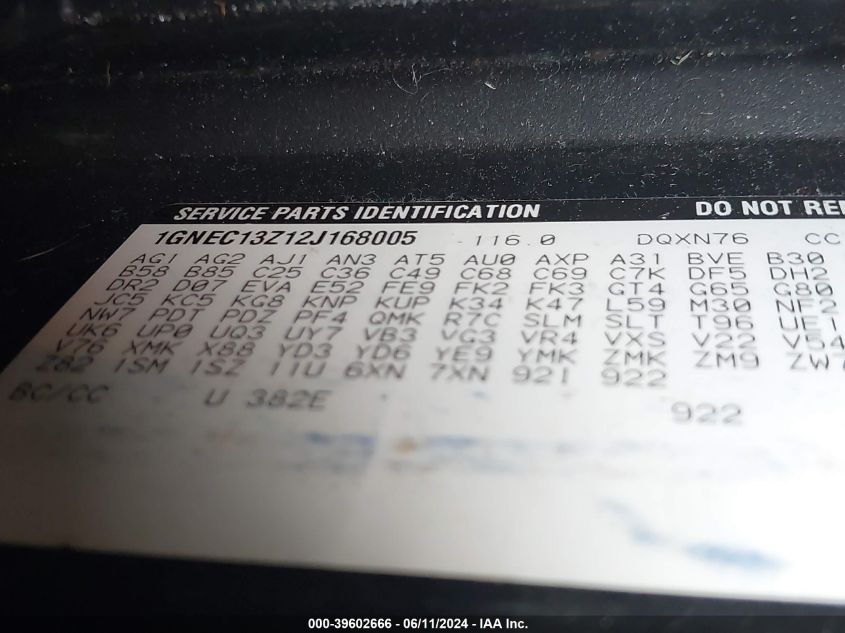 SERVICE PARTS IDENTIFICATION DO NOT REM
1GNEC13Z12J168005 116.0 DQXN76 CC
AG1 AG2 AJ1 AN3 AT5 AU0 AXP A31 BVE B30
B58 B85 C25 C36 C49 C68 C69 C7K DF5 DH2
DR2 D07 EVA E52 FE9 FK2 FK3 GT4 G65 G80
JC5 KC5 KG8 KNP KUP K34 K47 L59 M30 NF2
NW7 PDT PDZ PF4 QMK R7C SLM SLT T96 UE1
UK6 UP0 UQ3 UY7 VB3 VG3 VR4 VXS V22 V54
V76 XMK X88 YD3 YD6 YE9 YMK ZMK ZM9 ZW7
Z82 1SM 1SZ 11U 6XN 7XN 921 922
BC/CC U 382E 922
000-39602666 - 06/11/2024 - IAA Inc.